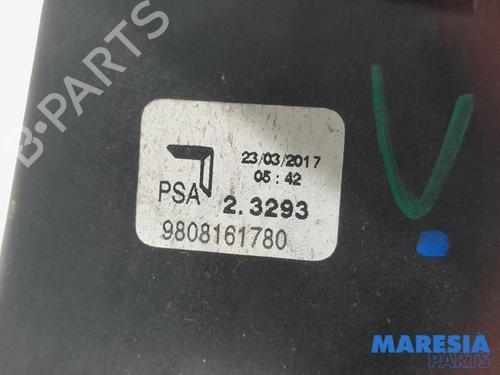 B-PARTS
23/03/2017
05:42
PSA 2.3293
9808161780
MARESIA
PARTS